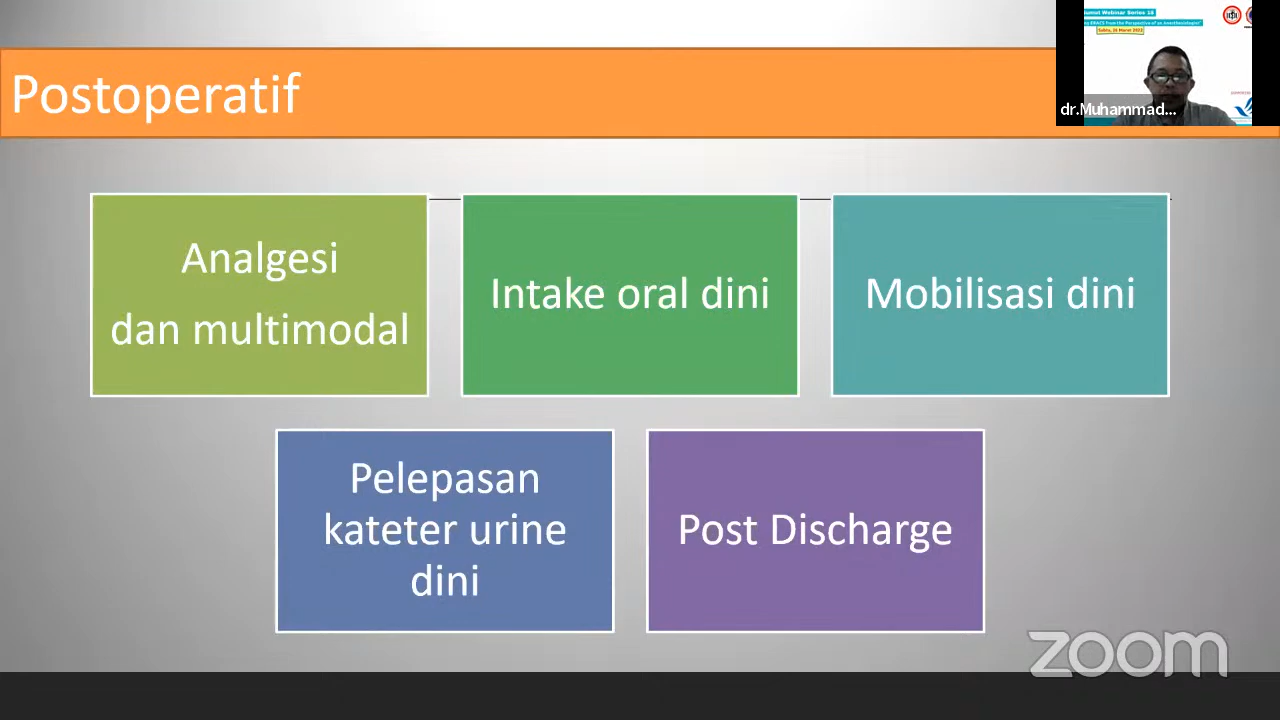 Postoperatif
dr.Muhammad...
Analgesi
dan multimodal
Intake oral dini
Mobilisasi dini
Pelepasan
kateter urine
dini
Post Discharge
zoom